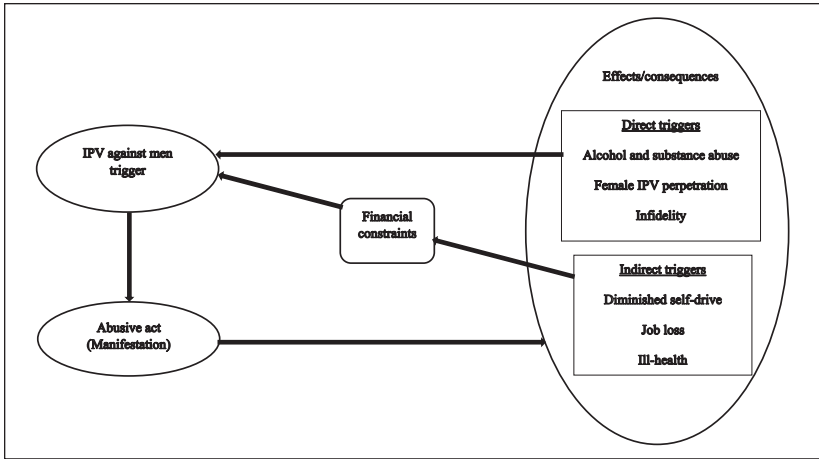 Effects/consequences
Direct triggers
Alcohol and substance abuse
Female IPV perpetration
Infidelity
IPV against men
trigger
Financial
constraints
Indirect triggers
Diminished self-drive
Job loss
Ill-health
Abusive act
(Manifestation)